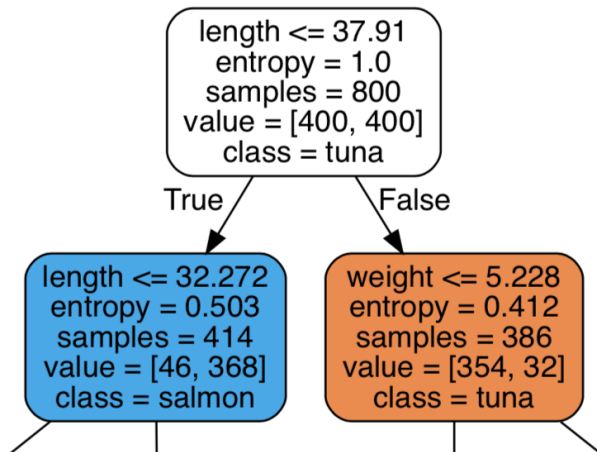 length <= 37.91
entropy = 1.0
samples = 800
value = [400, 400]
class = tuna
True
False
length <= 32.272
entropy = 0.503
samples = 414
value = [46, 368]
class = salmon
weight <= 5.228
entropy = 0.412
samples = 386
value = [354, 32]
class = tuna